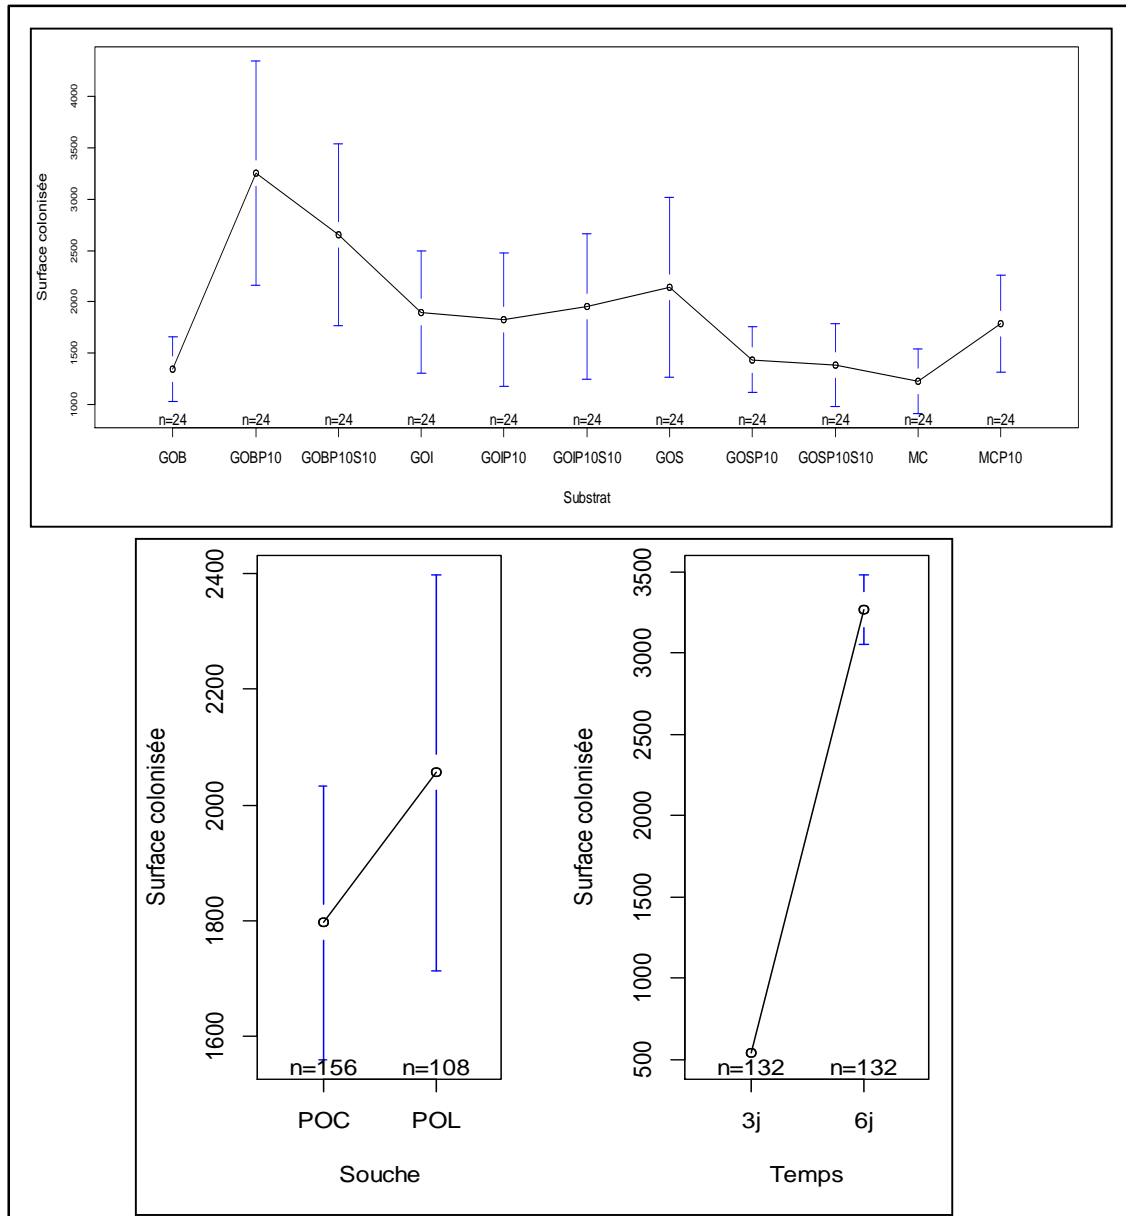 Surface colonisée
4000
3500
3000
2500
2000
1500
1000
n=24 n=24 n=24 n=24 n=24 n=24 n=24 n=24 n=24 n=24 n=24
GOB GOBP10 GOBP10S10 GOI GOIP10 GOIP10S10 GOS GOSP10 GOSP10S10 MC MCP10
Substrat
Surface colonisée
2400
2200
2000
1800
1600
n=156 n=108
POC POL
Souche
Surface colonisée
3500
3000
2500
2000
1500
1000
500
n=132 n=132
3j 6j
Temps